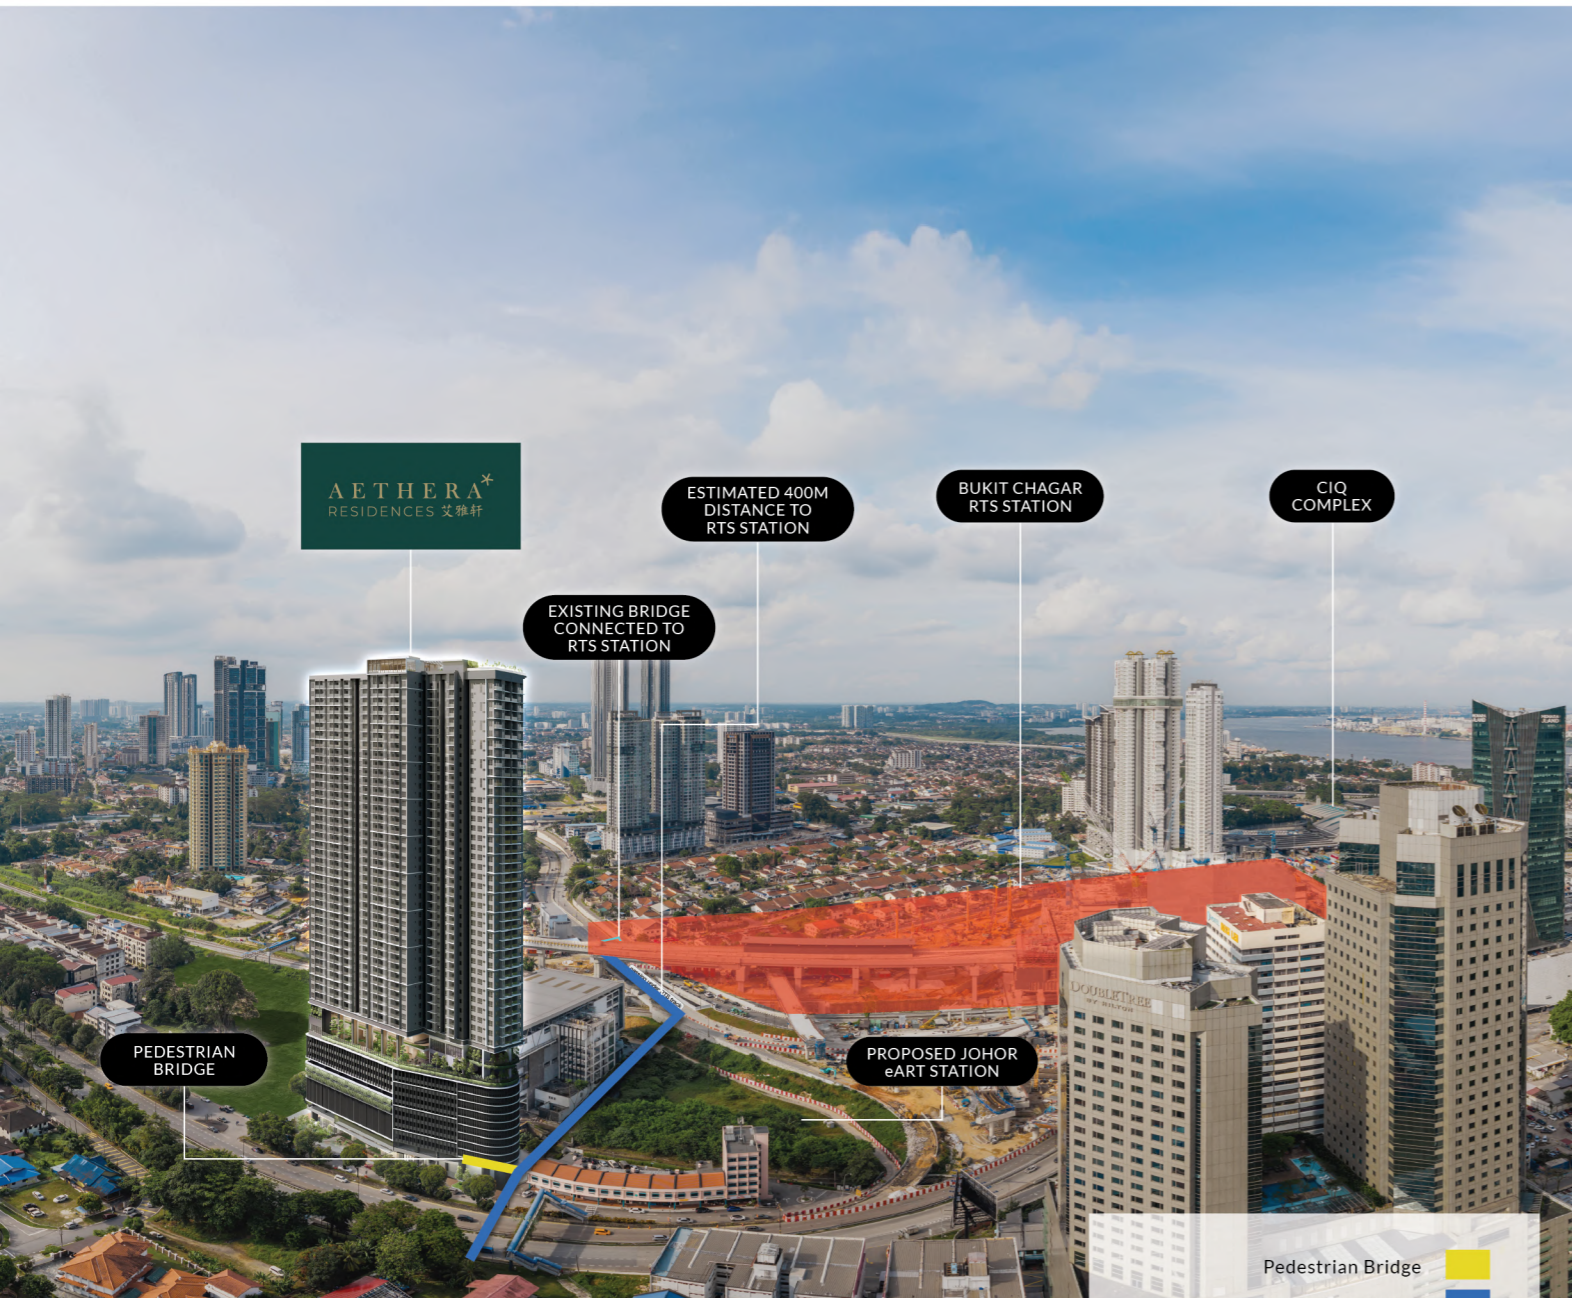 AETHERA
RESIDENCES 艾雅轩
ESTIMATED 400M
DISTANCE TO
RTS STATION
BUKIT CHAGAR
RTS STATION
CIQ
COMPLEX
EXISTING BRIDGE
CONNECTED TO
RTS STATION
DOUBLETREE
PEDESTRIAN
BRIDGE
PROPOSED JOHOR
eART STATION
Pedestrian Bridge